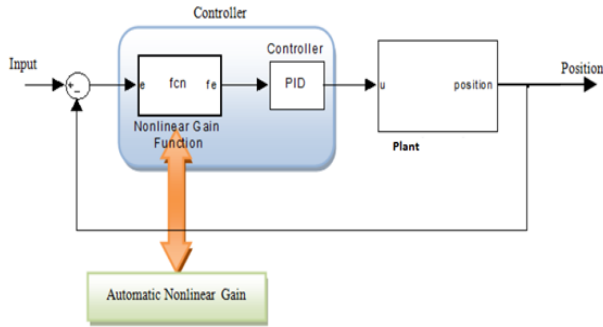 Controller
Input
Controller
Position
+
-
e
fcn
fe
PID
u
position
Nonlinear Gain
Function
Plant
Automatic Nonlinear Gain